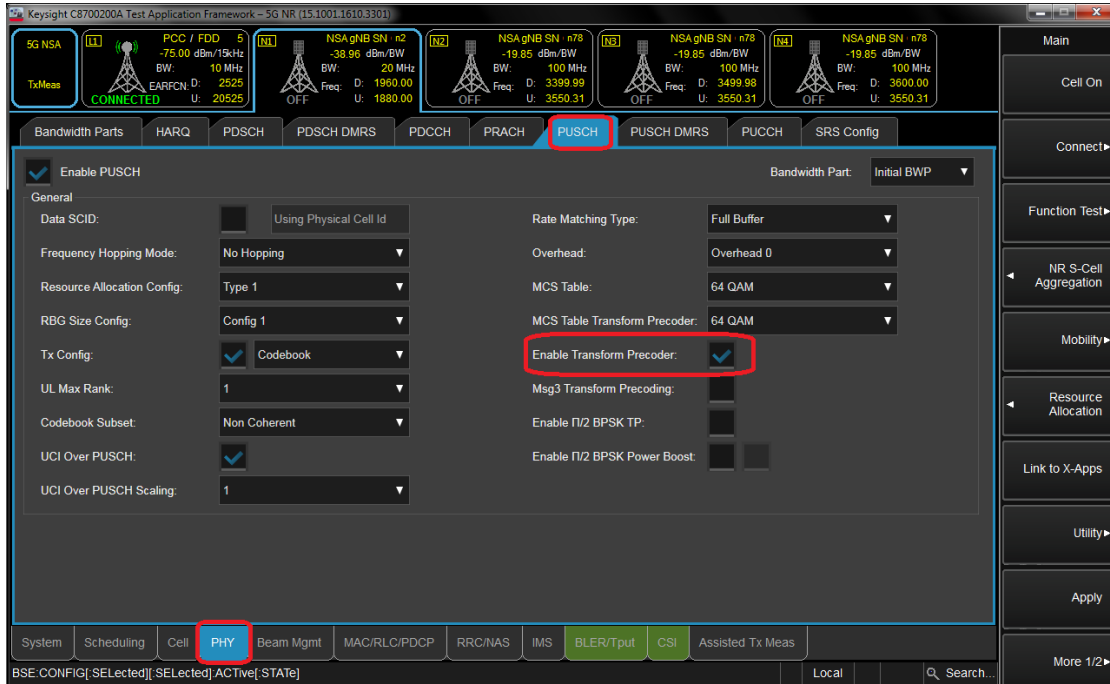 Keysight C8700200A Test Application Framework – 5G NR (15.1001.1610.3301)
5G NSA
TxMeas
L1
PCC / FDD 5
-75.00 dBm/15kHz
BW: 10 MHz
EARFCN: D: 2525
CONNECTED U: 20525
N1
NSA gNB SN · n2
-38.96 dBm/BW
BW: 20 MHz
Freq: D: 1960.00
OFF U: 1880.00
N2
NSA gNB SN · n78
-19.85 dBm/BW
BW: 100 MHz
Freq: D: 3399.99
OFF U: 3550.31
N3
NSA gNB SN · n78
-19.85 dBm/BW
BW: 100 MHz
Freq: D: 3499.98
OFF U: 3550.31
N4
NSA gNB SN · n78
-19.85 dBm/BW
BW: 100 MHz
Freq: D: 3600.00
OFF U: 3550.31
Bandwidth Parts HARQ PDSCH PDSCH DMRS PDCCH PRACH PUSCH PUSCH DMRS PUCCH SRS Config
Enable PUSCH Bandwidth Part: Initial BWP
General
Data SCID: Using Physical Cell Id Rate Matching Type: Full Buffer
Frequency Hopping Mode: No Hopping Overhead: Overhead 0
Resource Allocation Config: Type 1 MCS Table: 64 QAM
RBG Size Config: Config 1 MCS Table Transform Precoder: 64 QAM
Tx Config: Codebook Enable Transform Precoder:
UL Max Rank: 1 Msg3 Transform Precoding:
Codebook Subset: Non Coherent Enable Π/2 BPSK TP:
UCI Over PUSCH: Enable Π/2 BPSK Power Boost:
UCI Over PUSCH Scaling: 1
System Scheduling Cell PHY Beam Mgmt MAC/RLC/PDCP RRC/NAS IMS BLER/Tput CSI Assisted Tx Meas
BSE:CONFIG[:SELected][:SELected]:ACTive[:STATe] Local Search...
Main
Cell On
Connect
Function Test
NR S-Cell
Aggregation
Mobility
Resource
Allocation
Link to X-Apps
Utility
Apply
More 1/2